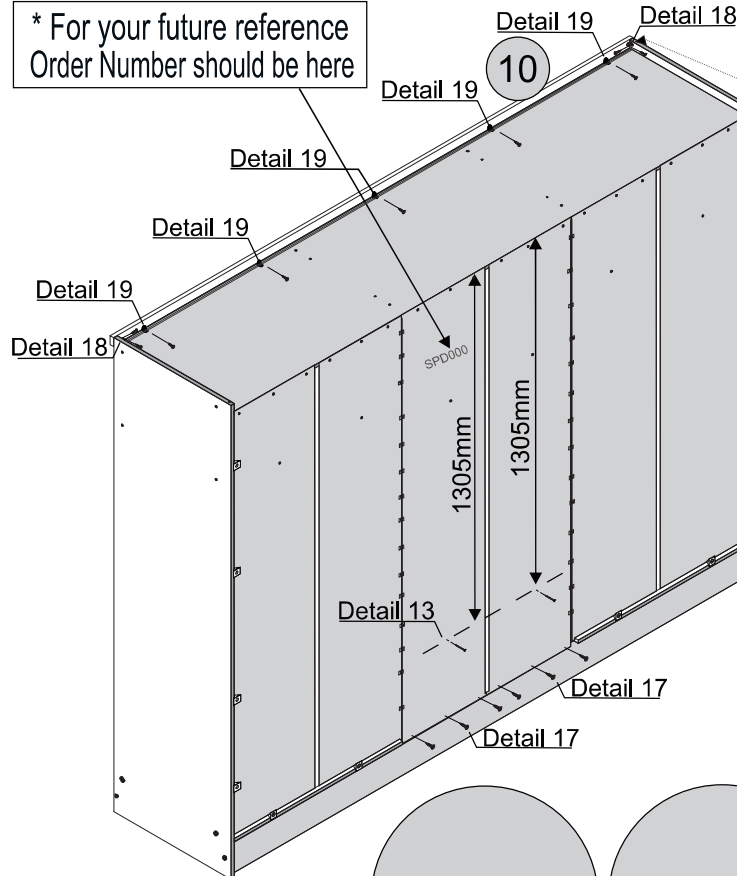 * For your future reference
Order Number should be here
Detail 19
Detail 18
10
Detail 19
Detail 19
Detail 19
Detail 19
Detail 18
SPD000
1305mm
1305mm
Detail 13
Detail 17
Detail 17